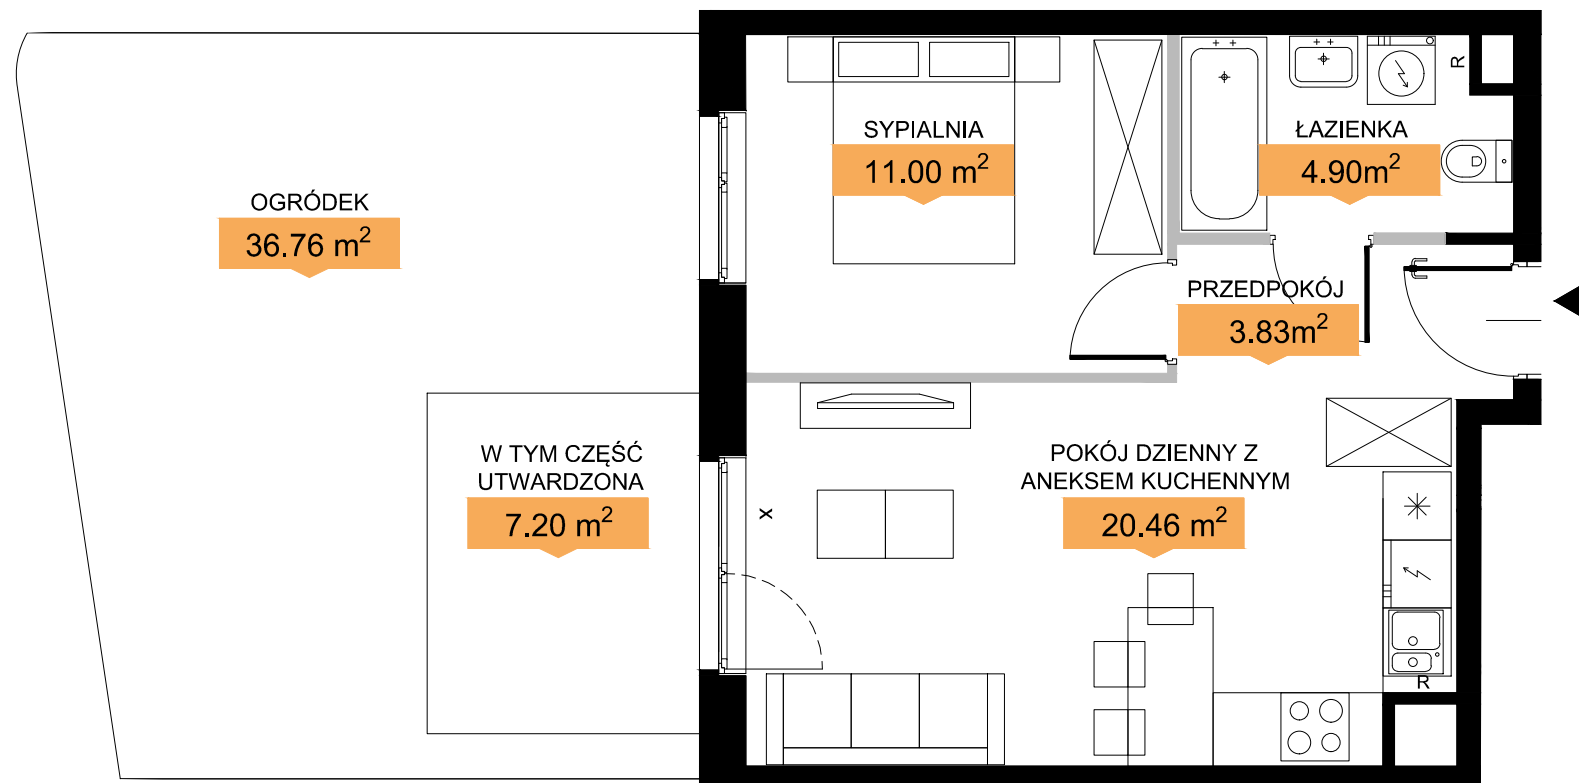 SYPIALNIA
11.00 m²
ŁAZIENKA
4.90m²
R
OGRÓDEK
36.76 m²
PRZEDPOKÓJ
3.83m²
W TYM CZĘŚĆ
UTWARDZONA
7.20 m²
x
POKÓJ DZIENNY Z
ANEKSEM KUCHENNYM
20.46 m²
R